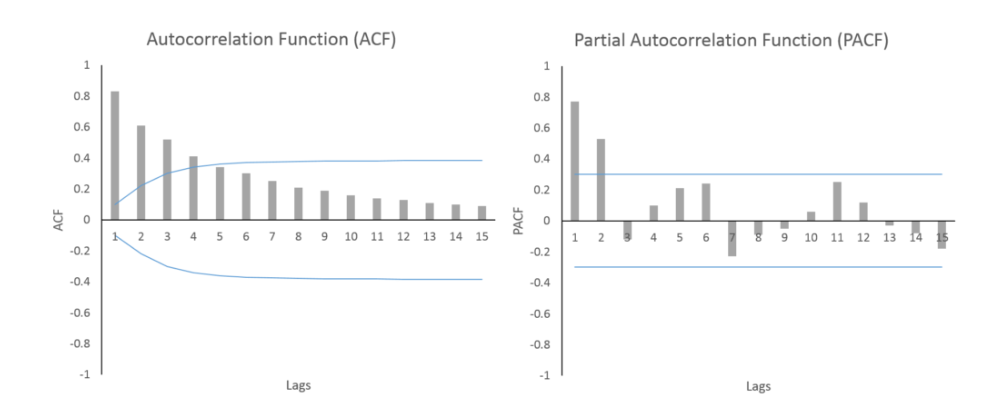 Autocorrelation Function (ACF)
1
0.8
0.6
0.4
0.2
0
-0.2
-0.4
-0.6
-0.8
-1
ACF
1 2 3 4 5 6 7 8 9 10 11 12 13 14 15
Lags
Partial Autocorrelation Function (PACF)
1
0.8
0.6
0.4
0.2
0
-0.2
-0.4
-0.6
-0.8
-1
PACF
1 2 3 4 5 6 7 8 9 10 11 12 13 14 15
Lags